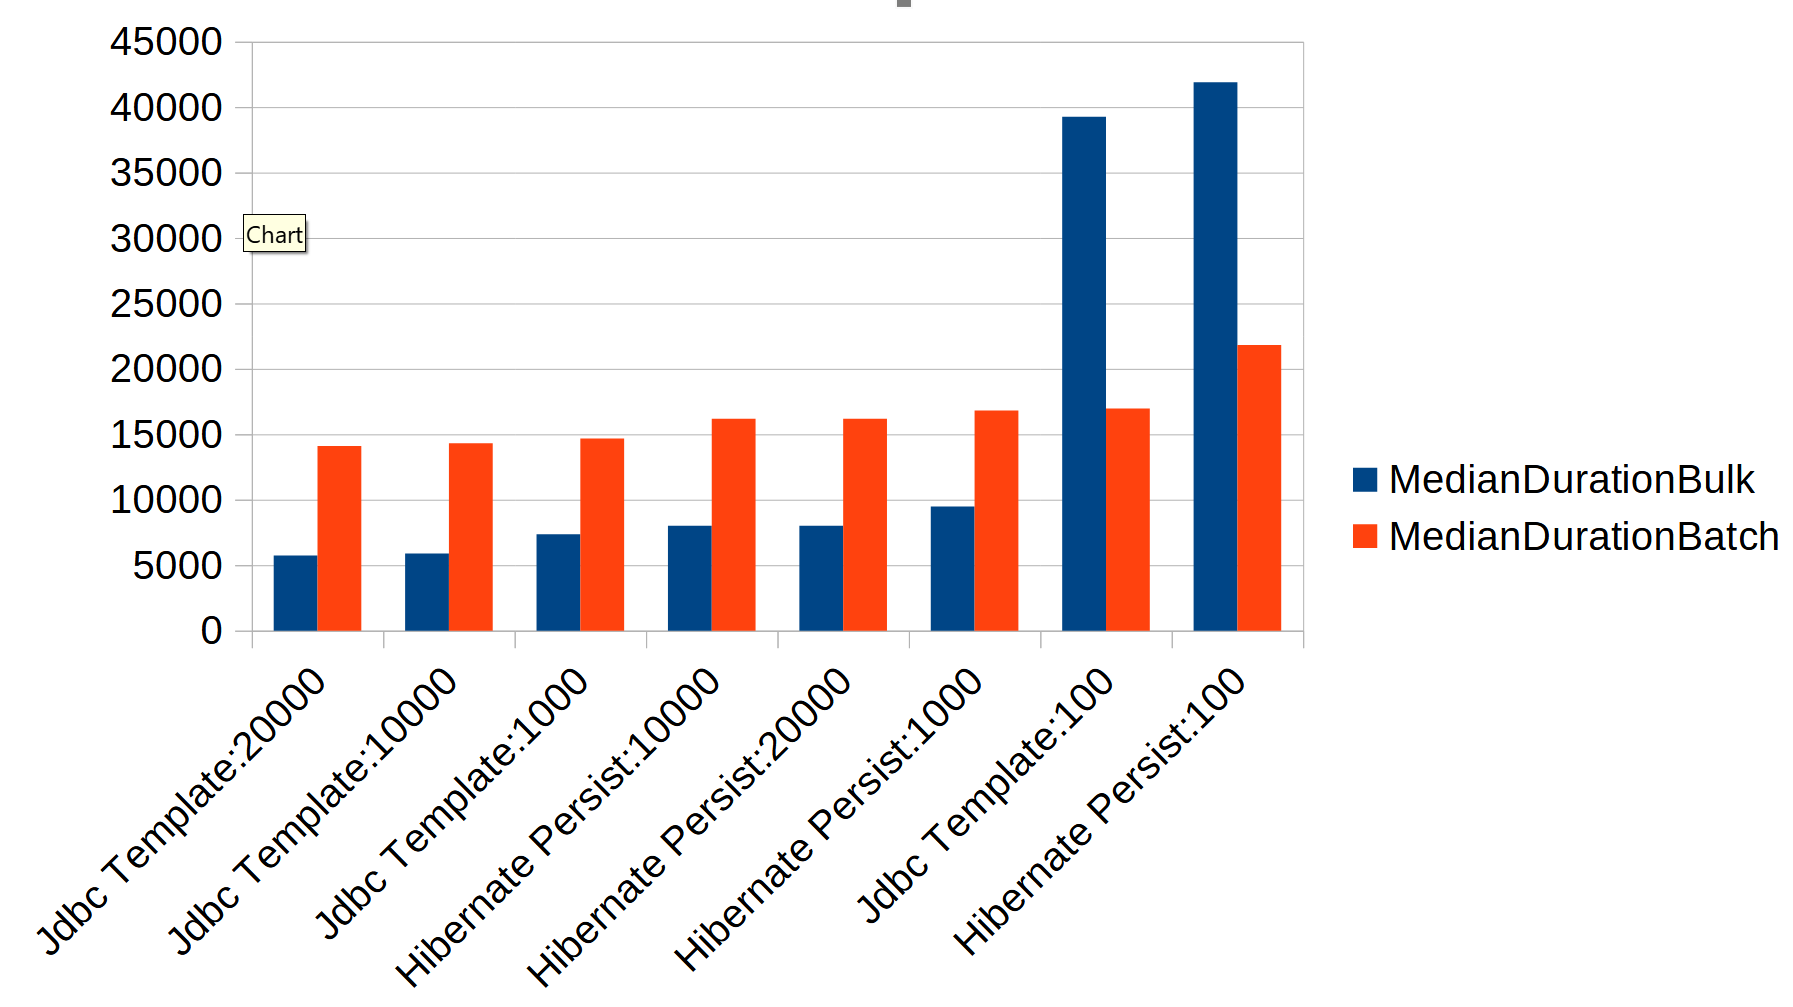 45000
40000
35000
30000
25000
20000
15000
10000
5000
0
Chart
Jdbc Template:20000
Jdbc Template:10000
Jdbc Template:1000
Hibernate Persist:10000
Hibernate Persist:20000
Hibernate Persist:1000
Jdbc Template:100
Hibernate Persist:100
MedianDurationBulk
MedianDurationBatch